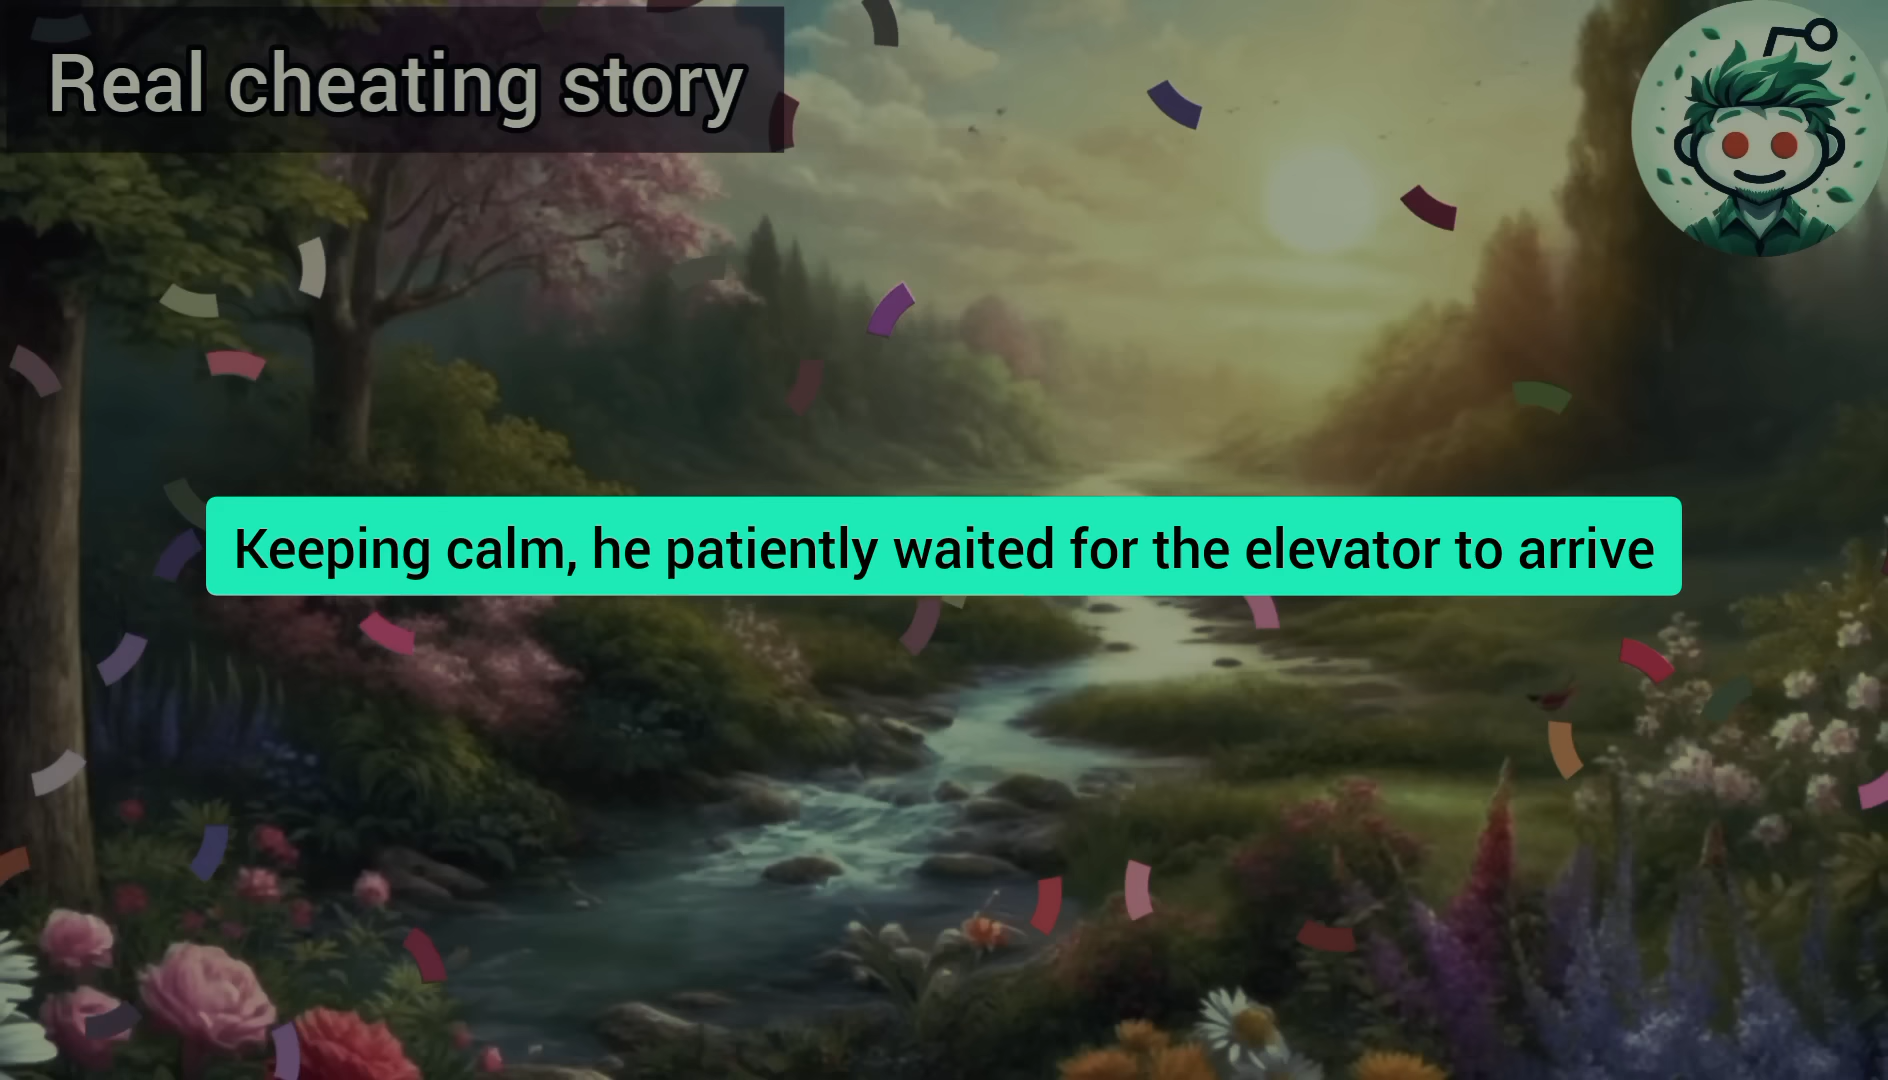 Real cheating story
Keeping calm, he patiently waited for the elevator to arrive